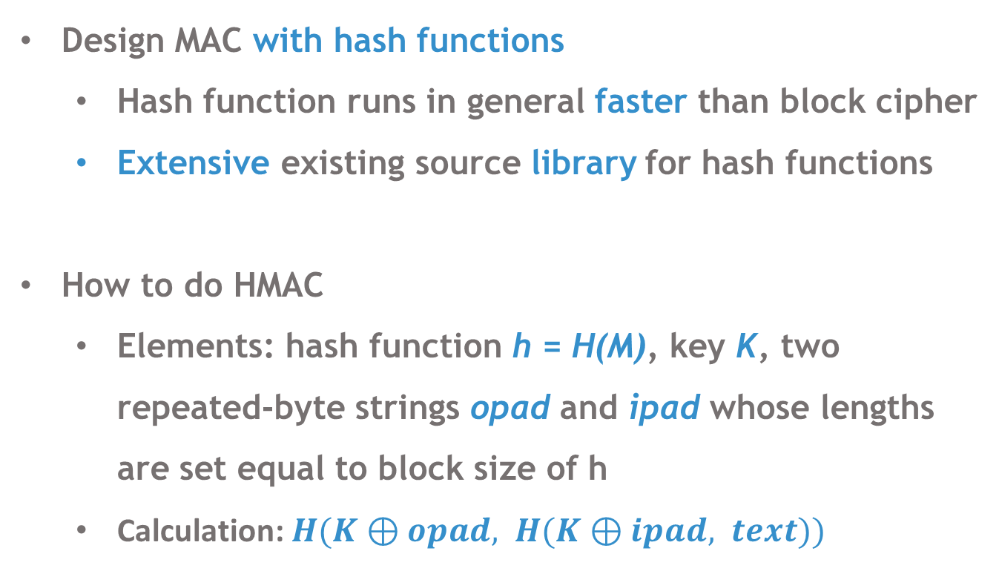 • Design MAC with hash functions
• Hash function runs in general faster than block cipher
• Extensive existing source library for hash functions
• How to do HMAC
• Elements: hash function h = H(M), key K, two
repeated-byte strings opad and ipad whose lengths
are set equal to block size of h
• Calculation: H(K ⊕ opad, H(K ⊕ ipad, text))